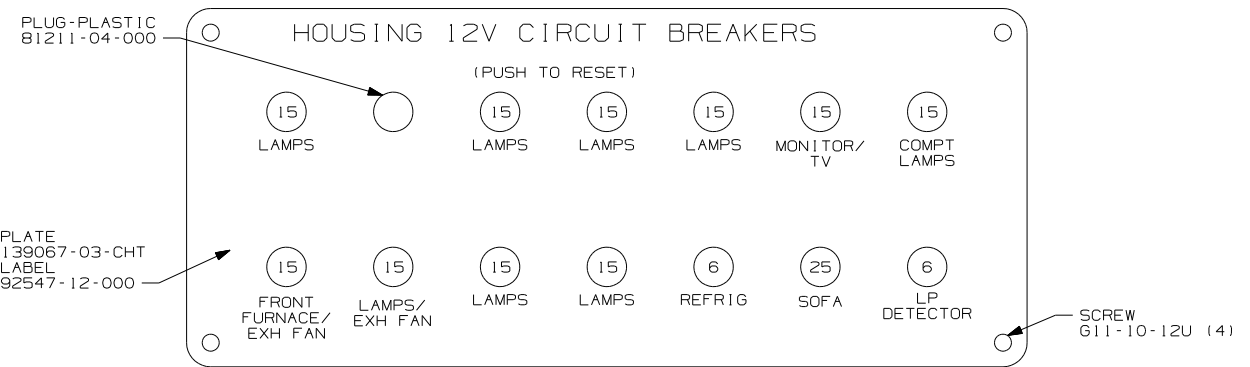 PLUG-PLASTIC
81211-04-000
HOUSING 12V CIRCUIT BREAKERS
(PUSH TO RESET)
15 15 15 15 15 15
LAMPS LAMPS LAMPS LAMPS MONITOR/
TV COMPT
LAMPS
PLATE
139067-03-CHT
LABEL
92547-12-000
15 15 15 15 6 25 6
FRONT
FURNACE/
EXH FAN
LAMPS/
EXH FAN
LAMPS
LAMPS
REFRIG
SOFA
LP
DETECTOR
SCREW
G11-10-12U (4)